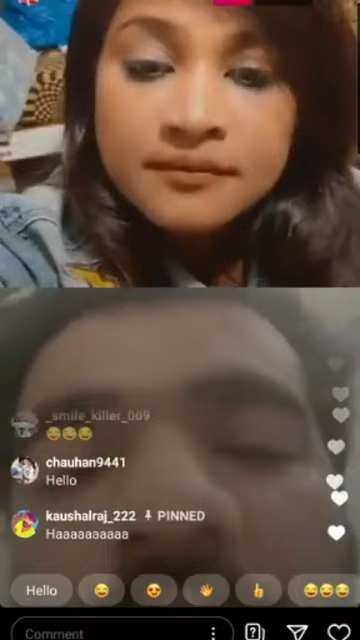 _smile_killer_009
😂😂😂
chauhan9441
Hello
kaushalraj_222 PINNED
Haaaaaaaaaa
Hello
Comment